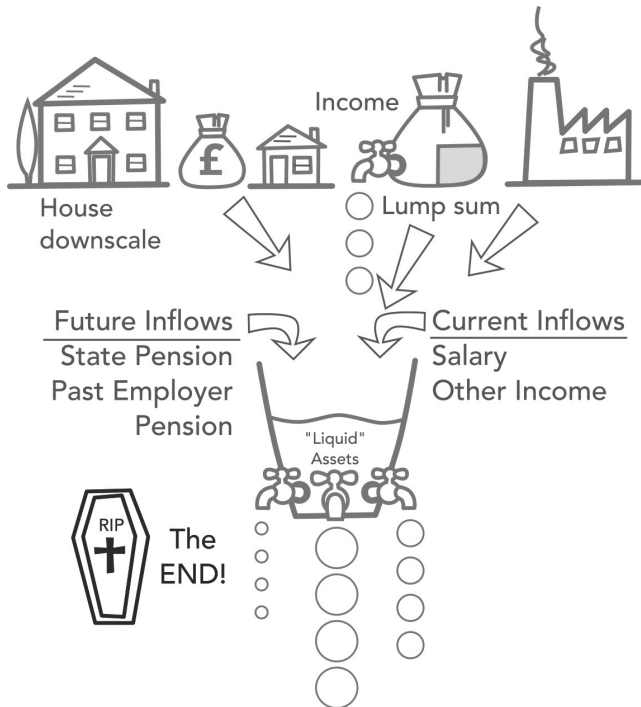 Income
£
House
downscale
Lump sum
Future Inflows
State Pension
Past Employer
Pension
Current Inflows
Salary
Other Income
"Liquid"
Assets
RIP
The
END!